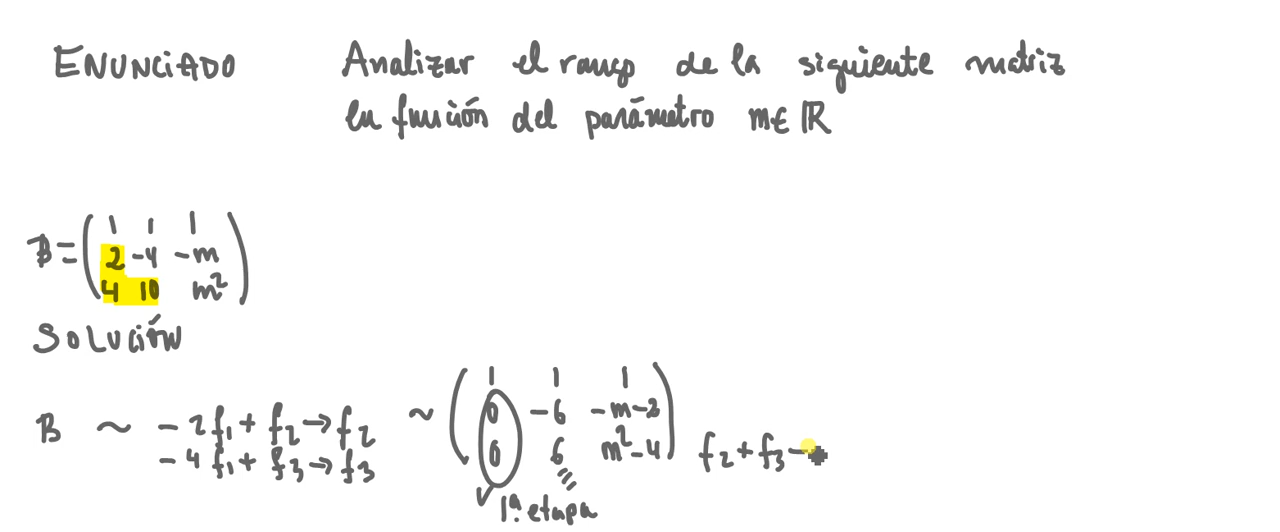 ENUNCIADO Analizar el rango de la siguiente matriz
en función del parámetro m∈ℝ
B=( 1 1 1
2 -4 -m
4 10 m² )
SOLUCIÓN
B ~ -2f₁+f₂→f₂
-4f₁+f₃→f₃
~ ( 1 1 1
0 -6 -m-2
0 6 m²-4 ) f₂+f₃→
1ª etapa